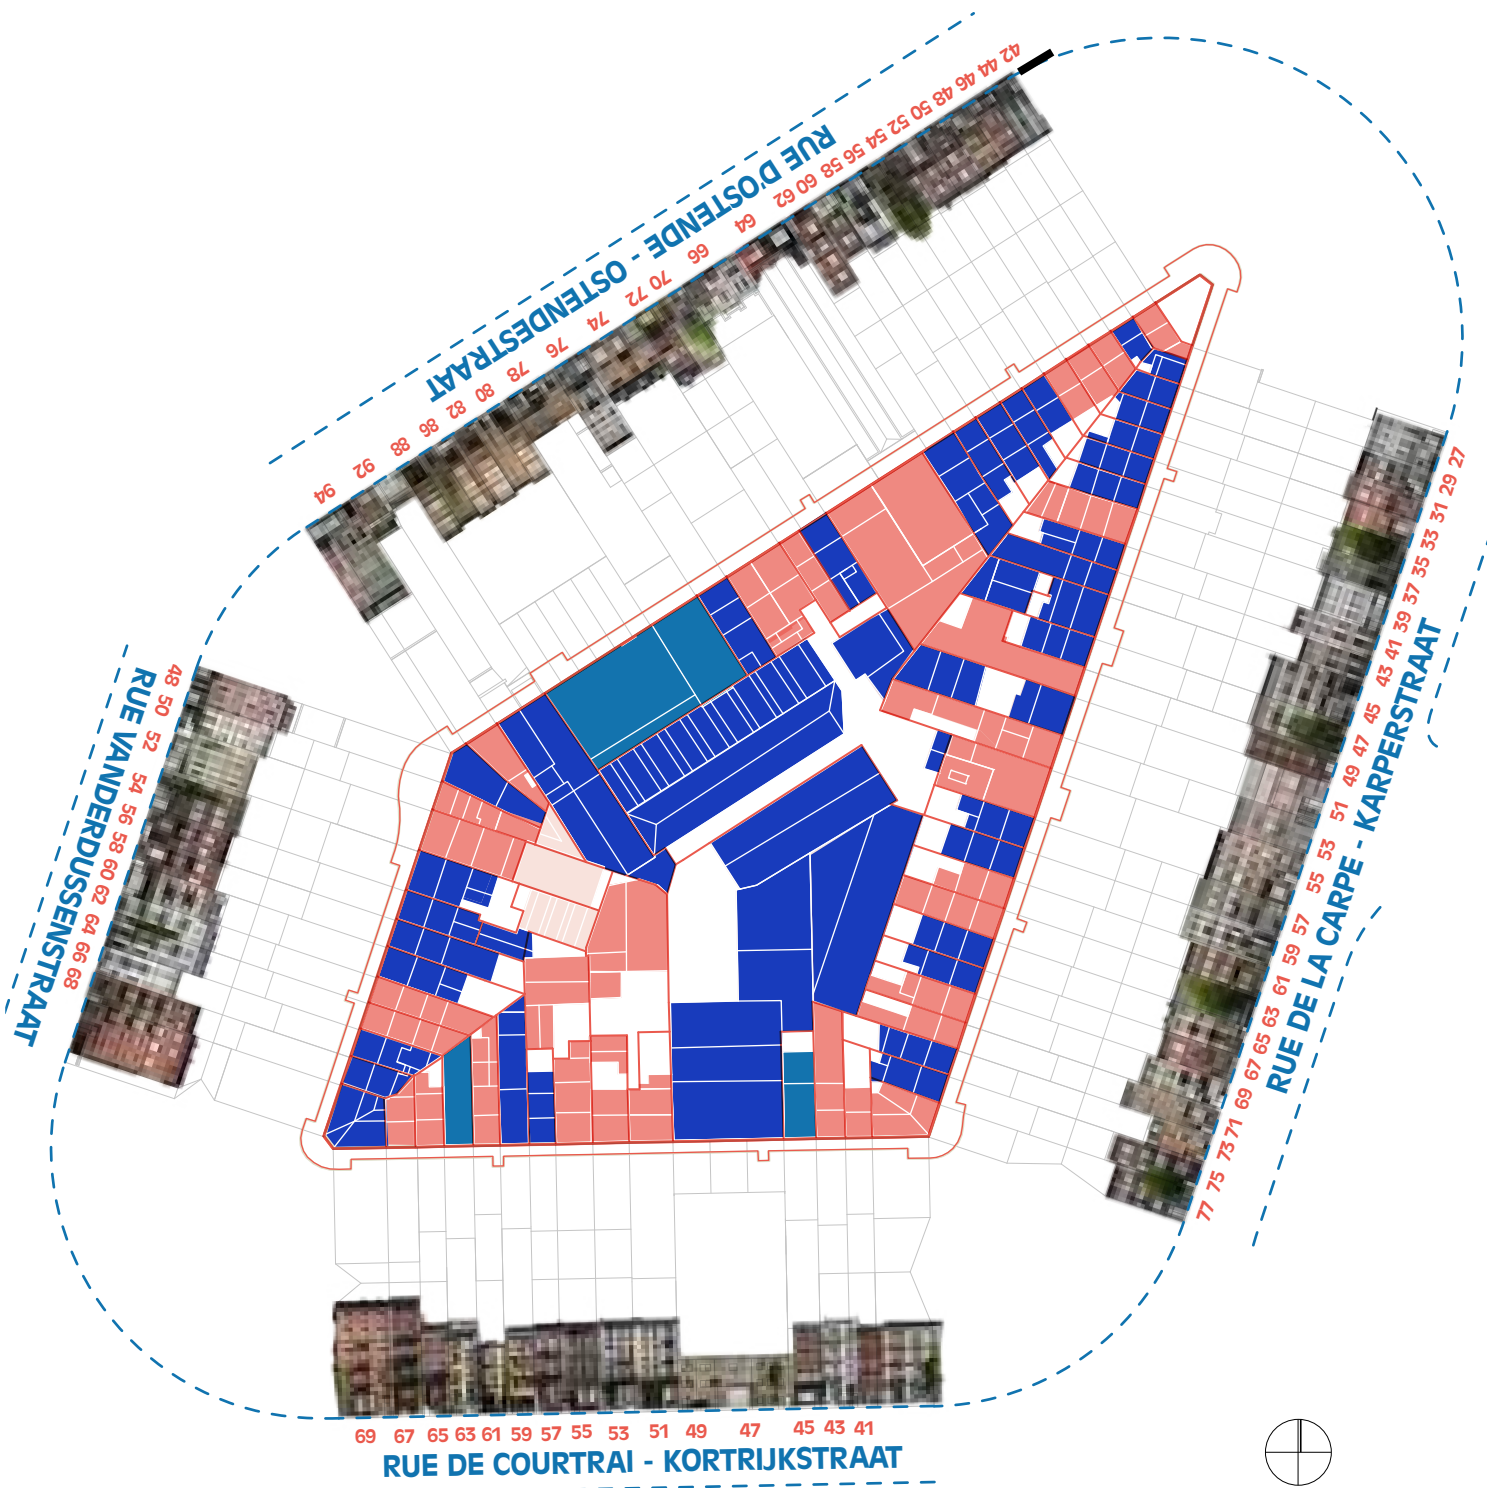 42 44 46 48 50 52 54 56 58 60 62 64 66 70 72 74 76 78 80 82 86 88 92 94
RUE D'OSTENDE - OSTENDESTRAAT
48 50 52 54 56 58 60 62 64 66 68
RUE VANDERDUSSENSTRAAT
77 75 73 71 69 67 65 63 61 59 57 55 53 51 49 47 45 43 41 39 37 35 33 31 29 27
RUE DE LA CARPE - KARPERSTRAAT
69 67 65 63 61 59 57 55 53 51 49 47 45 43 41
RUE DE COURTRAI - KORTRIJKSTRAAT